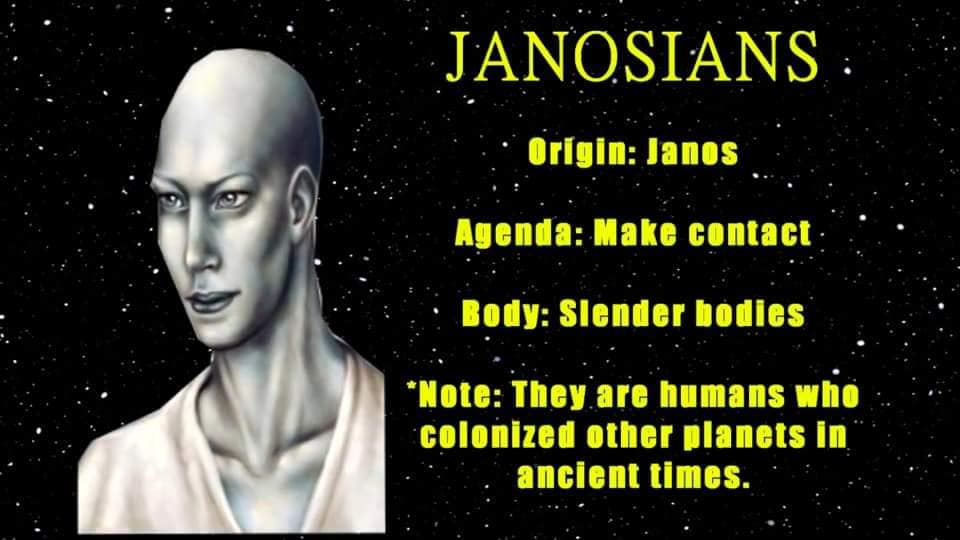 JANOSIANS
Origin: Janos
Agenda: Make contact
Body: Slender bodies
*Note: They are humans who
colonized other planets in
ancient times.